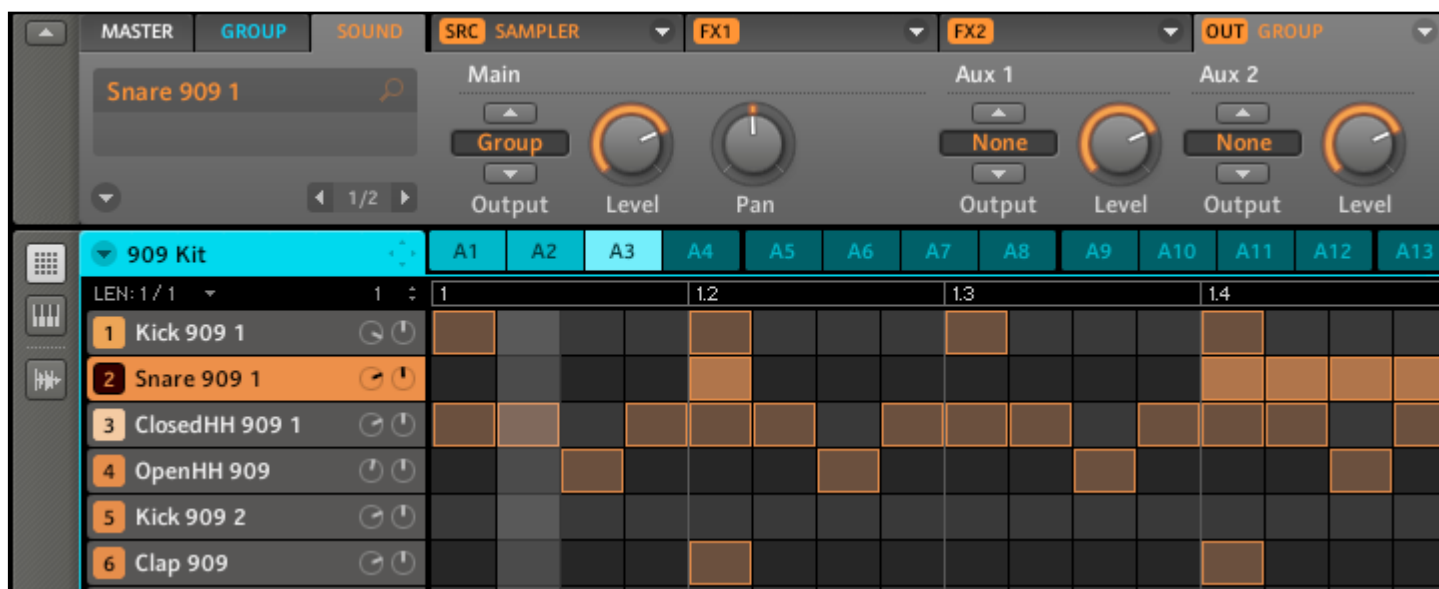 MASTER GROUP SOUND SRC SAMPLER FX1 FX2 OUT GROUP
Main Aux 1 Aux 2
Snare 909 1
Group None None
1/2
Output Level Pan Output Level Output Level
909 Kit A1 A2 A3 A4 A5 A6 A7 A8 A9 A10 A11 A12 A13
LEN: 1 / 1 1 1 1.2 1.3 1.4
1 Kick 909 1
2 Snare 909 1
3 ClosedHH 909 1
4 OpenHH 909
5 Kick 909 2
6 Clap 909